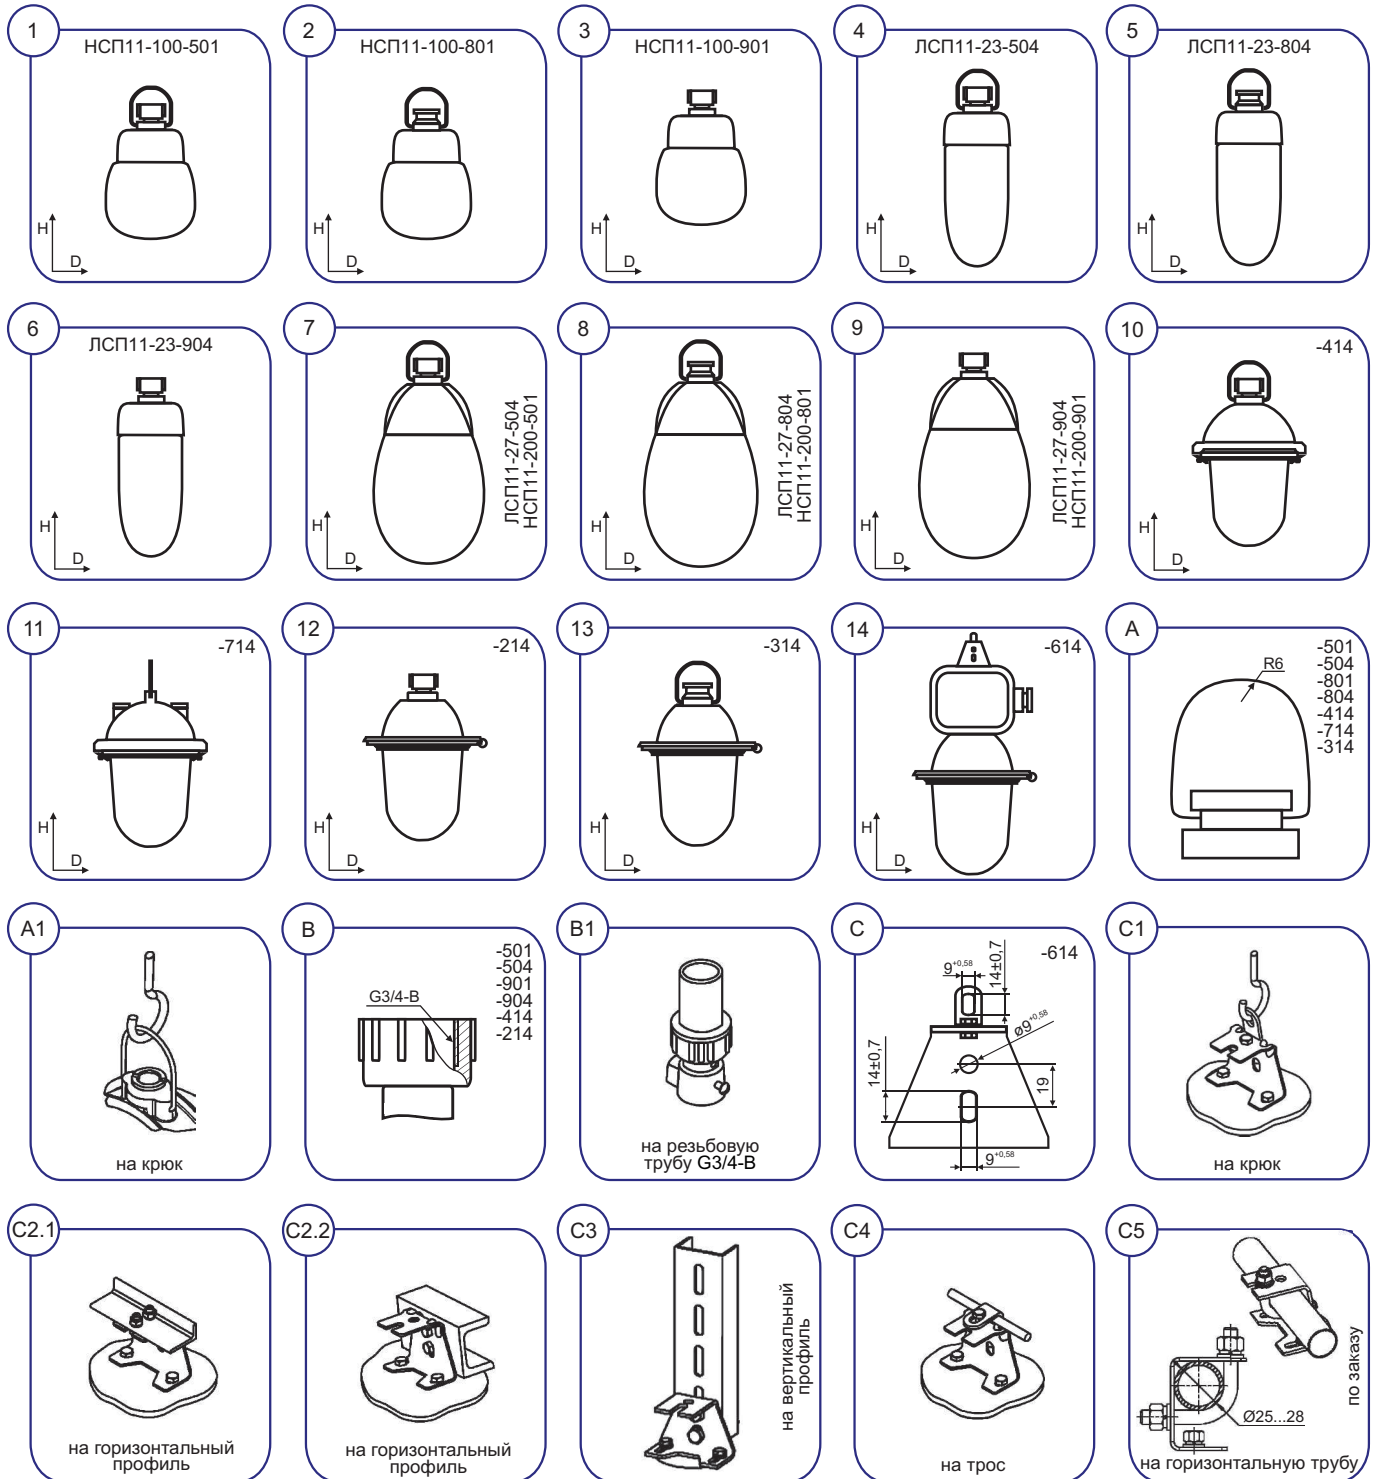 1
НСП11-100-501
H
D
2
НСП11-100-801
H
D
3
НСП11-100-901
H
D
4
ЛСП11-23-504
H
D
5
ЛСП11-23-804
H
D
6
ЛСП11-23-904
H
D
7
ЛСП11-27-504
НСП11-200-501
H
D
8
ЛСП11-27-804
НСП11-200-801
H
D
9
ЛСП11-27-904
НСП11-200-901
H
D
10
-414
H
D
11
-714
H
D
12
-214
H
D
13
-314
H
D
14
-614
H
D
A
-501
-504
-801
-804
-414
-714
-314
R6
A1
на крюк
B
-501
-504
-901
-904
-414
-214
G3/4-B
B1
на резьбовую
трубу G3/4-B
C
-614
9+0,58
14±0,7
ø9+0,58
14±0,7
19
9+0,58
C1
на крюк
C2.1
на горизонтальный
профиль
C2.2
на горизонтальный
профиль
C3
на вертикальный
профиль
C4
на трос
C5
по заказу
Ø25...28
на горизонтальную трубу